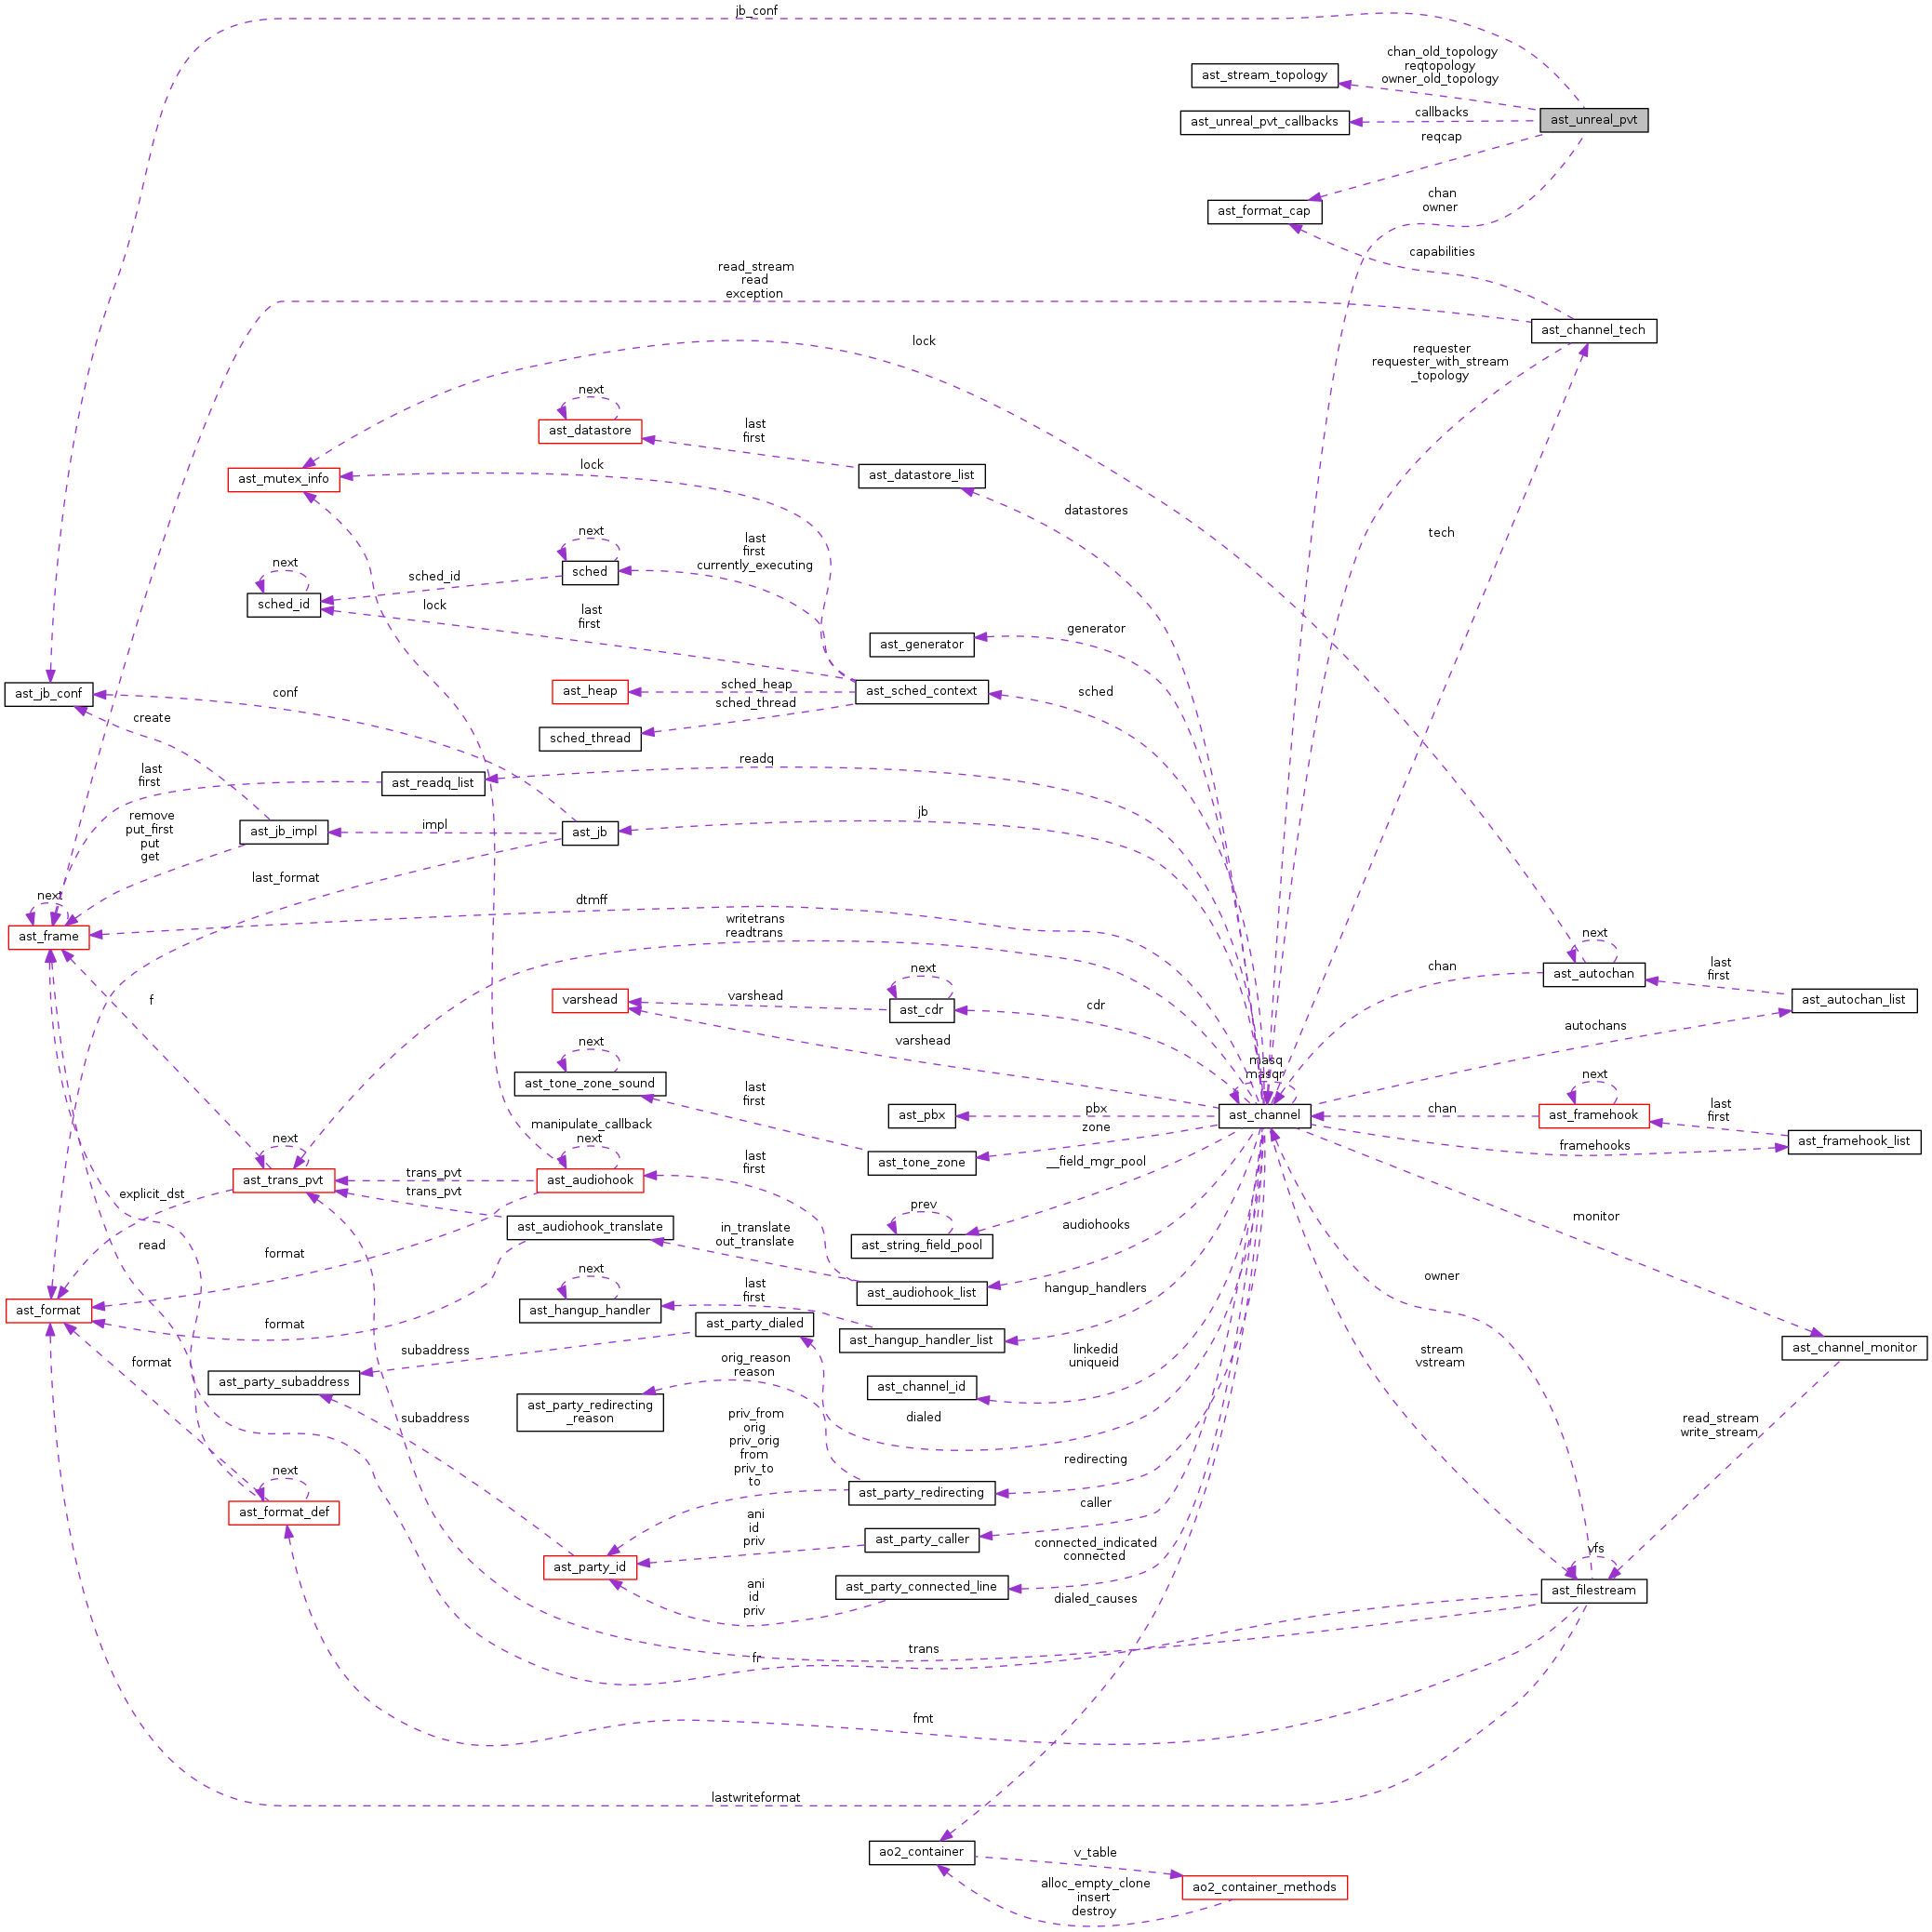 jb_conf
chan_old_topology
reqtopology
owner_old_topology
ast_stream_topology
callbacks
ast_unreal_pvt_callbacks
ast_unreal_pvt
reqcap
chan
owner
ast_format_cap
capabilities
read_stream
read
exception
ast_channel_tech
lock
requester
requester_with_stream
_topology
next
ast_datastore
last
first
lock
ast_mutex_info
ast_datastore_list
datastores
tech
next
sched
last
first
currently_executing
next
sched_id
sched_id
lock
last
first
generator
ast_generator
ast_jb_conf
conf
ast_heap
sched_heap
ast_sched_context
sched
sched_thread
create
sched_thread
last
first
ast_readq_list
readq
remove
put_first
put
get
ast_jb_impl
impl
ast_jb
jb
last_format
next
ast_frame
dtmff
writetrans
readtrans
next
ast_autochan
chan
last
first
ast_autochan_list
f
varshead
varshead
next
ast_cdr
cdr
autochans
varshead
next
ast_tone_zone_sound
last
first
masq
masqr
next
ast_pbx
pbx
ast_channel
chan
ast_framehook
last
first
zone
manipulate_callback
next
framehooks
ast_framehook_list
next
ast_trans_pvt
trans_pvt
trans_pvt
ast_audiohook
last
first
ast_tone_zone
__field_mgr_pool
explicit_dst
ast_audiohook_translate
in_translate
out_translate
prev
ast_string_field_pool
audiohooks
monitor
read
format
next
ast_audiohook_list
hangup_handlers
owner
ast_format
format
ast_hangup_handler
last
first
ast_party_dialed
ast_hangup_handler_list
ast_channel_monitor
format
subaddress
linkedid
uniqueid
stream
vstream
ast_party_subaddress
orig_reason
reason
ast_channel_id
ast_party_redirecting
_reason
subaddress
dialed
priv_from
orig
priv_orig
from
priv_to
to
read_stream
write_stream
redirecting
next
ast_format_def
ast_party_redirecting
caller
ani
id
priv
ast_party_caller
connected_indicated
connected
vfs
ast_party_id
ani
id
priv
ast_party_connected_line
dialed_causes
ast_filestream
trans
fr
fmt
lastwriteformat
ao2_container
v_table
alloc_empty_clone
insert
destroy
ao2_container_methods